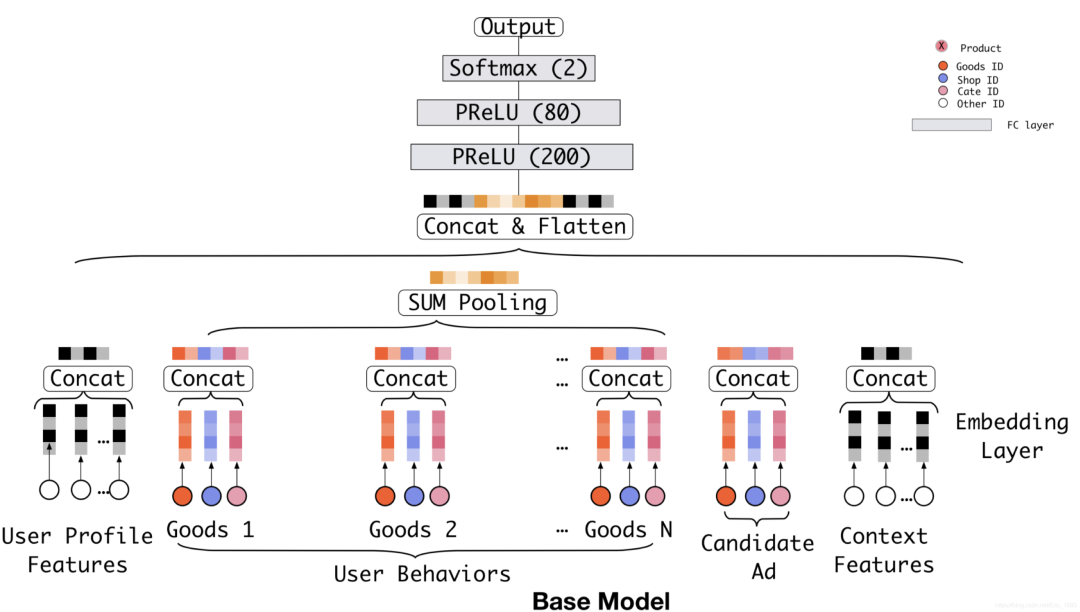 Output
Softmax (2)
PReLU (80)
PReLU (200)
Concat & Flatten
SUM Pooling
X Product
Goods ID
Shop ID
Cate ID
Other ID
FC layer
...
Concat Concat Concat ... Concat Concat Concat
... ... ...
Embedding
Layer
... ...
User Profile
Features
Goods 1 Goods 2 ... Goods N
User Behaviors
Candidate
Ad
Context
Features
Base Model